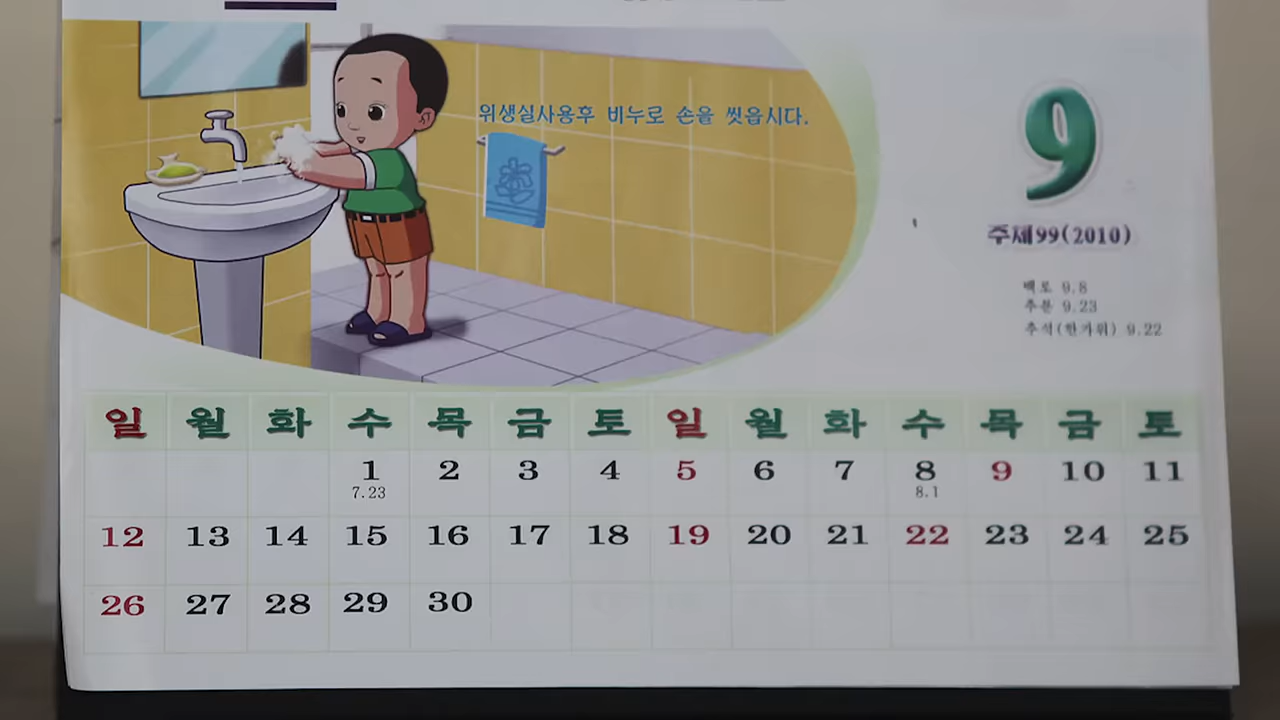 위생실사용후 비누로 손을 씻읍시다.
9
주체99(2010)
백로 9.8
추분 9.23
추석(한가위) 9.22
일 월 화 수 목 금 토 일 월 화 수 목 금 토
1 2 3 4 5 6 7 8 9 10 11
7.23 8.1
12 13 14 15 16 17 18 19 20 21 22 23 24 25
26 27 28 29 30